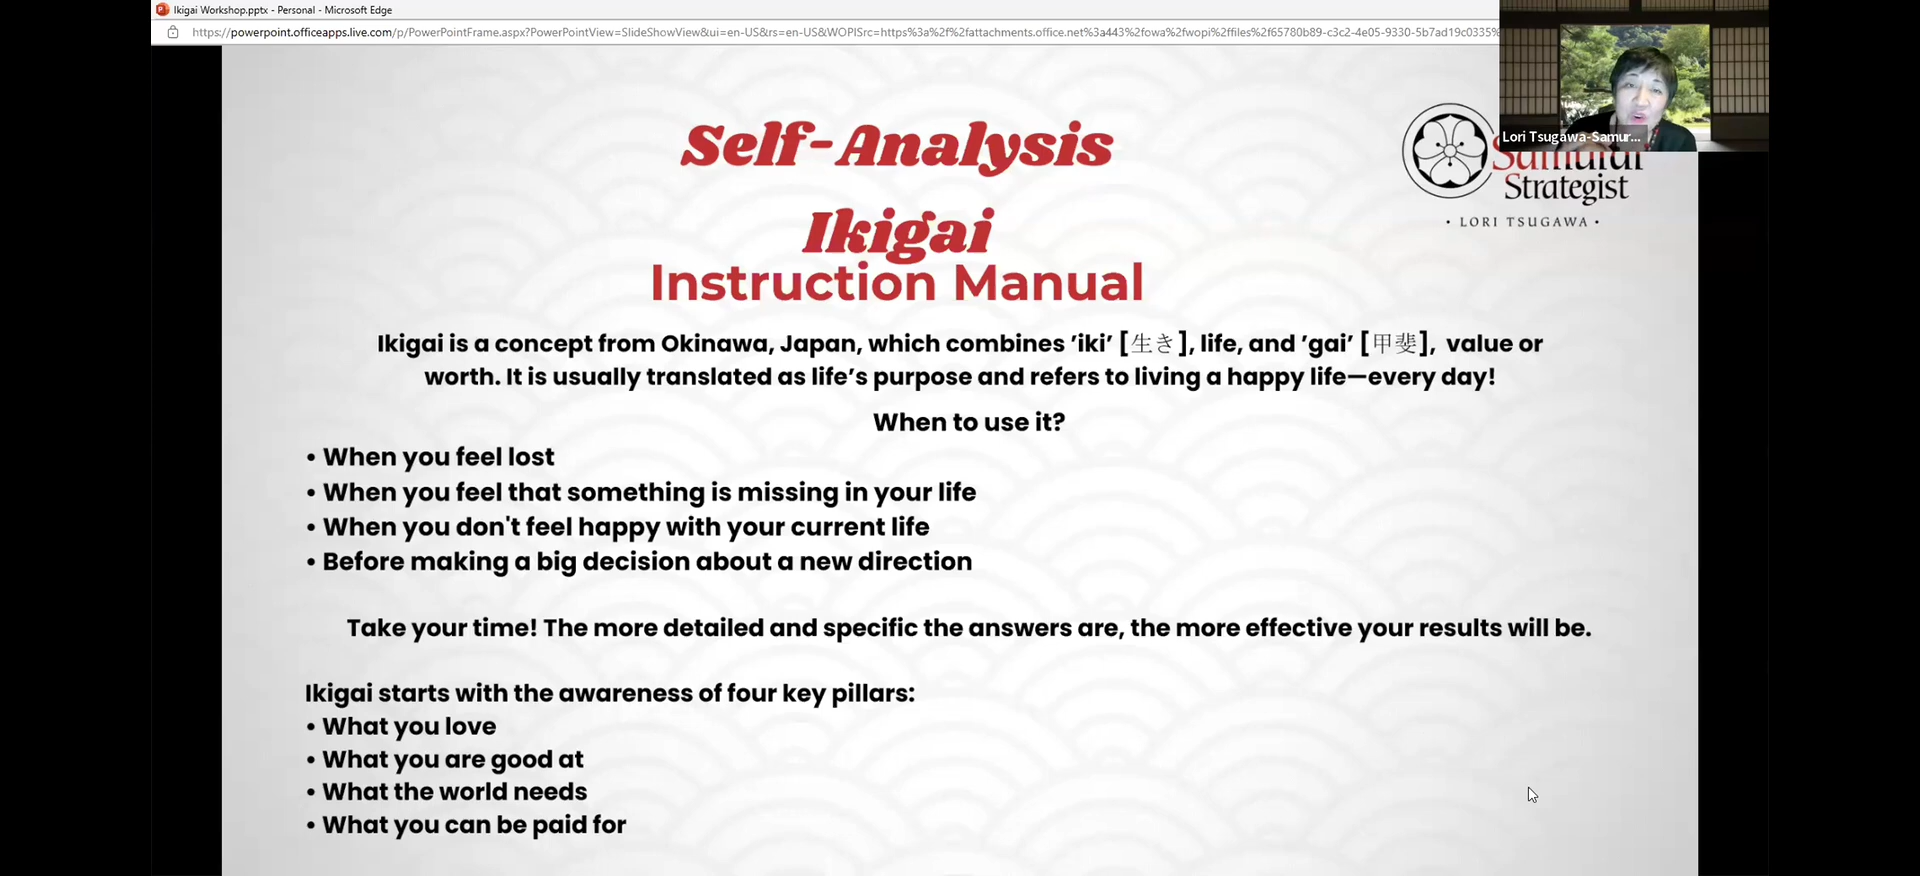 Ikigai Workshop.pptx - Personal - Microsoft Edge
https://powerpoint.officeapps.live.com/p/PowerPointFrame.aspx?PowerPointView=SlideShowView&ui=en-US&rs=en-US&WOPISrc=https%3a%2f%2fattachments.office.net%3a443%2fowa%2fwopi%2ffiles%2f65780b89-c3c2-4e05-9330-5b7ad19c0335%
Lori Tsugawa-Samur...
Samurai
Strategist
• LORI TSUGAWA •
Self-Analysis
Ikigai
Instruction Manual
Ikigai is a concept from Okinawa, Japan, which combines ’iki’ [生き], life, and ’gai’ [甲斐], value or
worth. It is usually translated as life’s purpose and refers to living a happy life—every day!
When to use it?
• When you feel lost
• When you feel that something is missing in your life
• When you don't feel happy with your current life
• Before making a big decision about a new direction
Take your time! The more detailed and specific the answers are, the more effective your results will be.
Ikigai starts with the awareness of four key pillars:
• What you love
• What you are good at
• What the world needs
• What you can be paid for